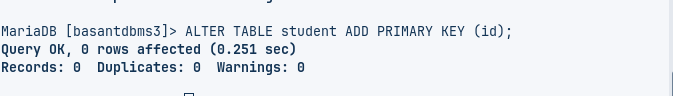 MariaDB [basantdbms3]> ALTER TABLE student ADD PRIMARY KEY (id);
Query OK, 0 rows affected (0.251 sec)
Records: 0  Duplicates: 0  Warnings: 0